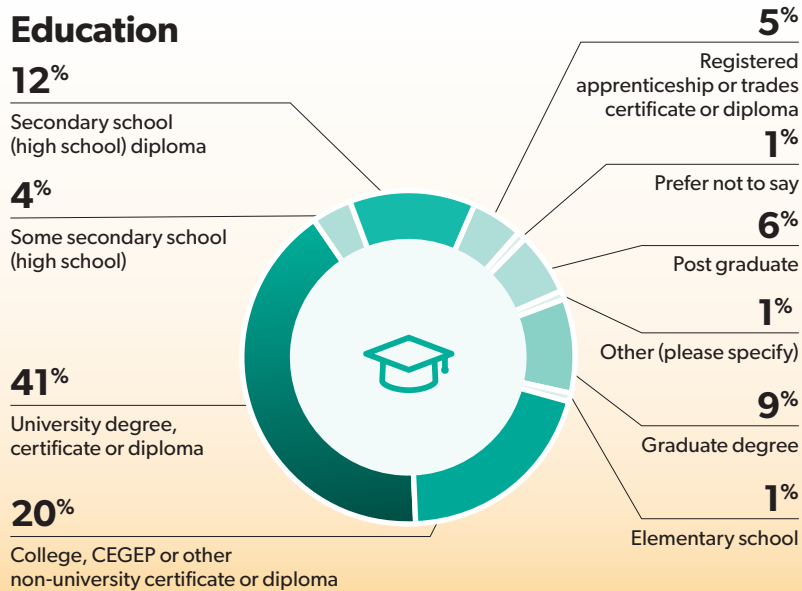 Education
12%
Secondary school
(high school) diploma
4%
Some secondary school
(high school)
41%
University degree,
certificate or diploma
20%
College, CEGEP or other
non-university certificate or diploma
5%
Registered
apprenticeship or trades
certificate or diploma
1%
Prefer not to say
6%
Post graduate
1%
Other (please specify)
9%
Graduate degree
1%
Elementary school